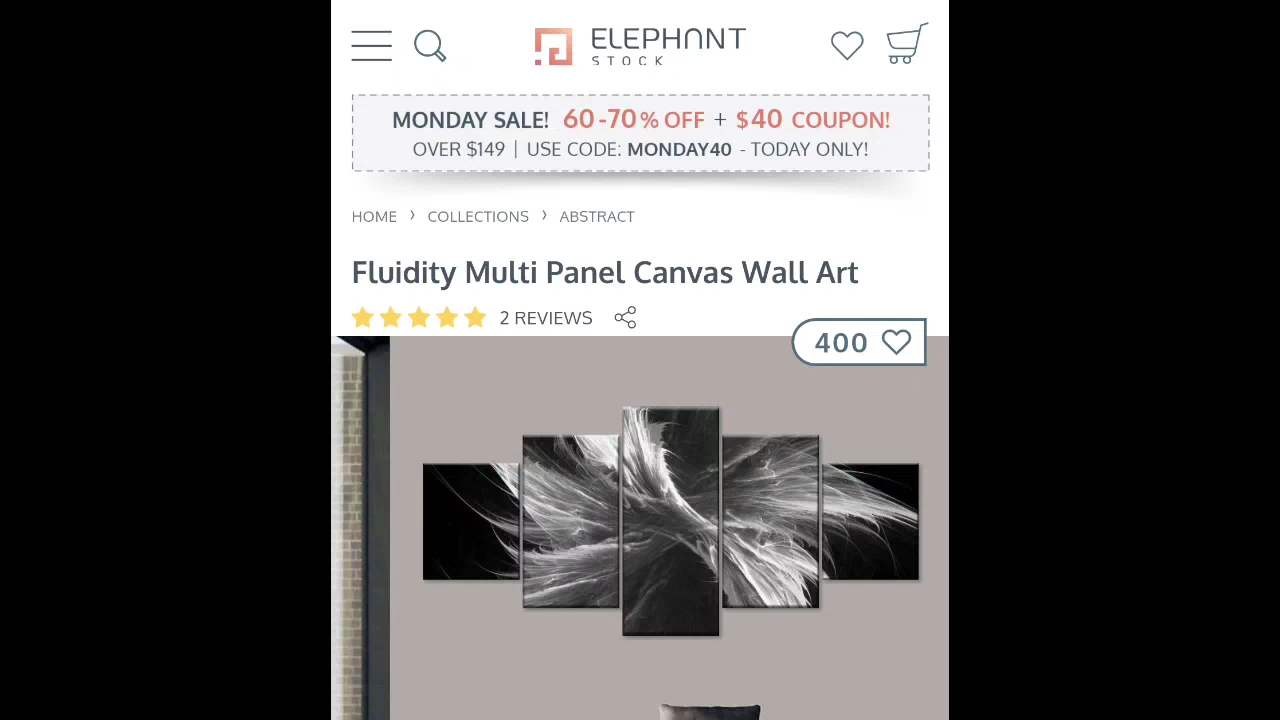 ELEPHANT
STOCK
MONDAY SALE! 60-70% OFF + $40 COUPON!
OVER $149 | USE CODE: MONDAY40 - TODAY ONLY!
HOME › COLLECTIONS › ABSTRACT
Fluidity Multi Panel Canvas Wall Art
2 REVIEWS
400